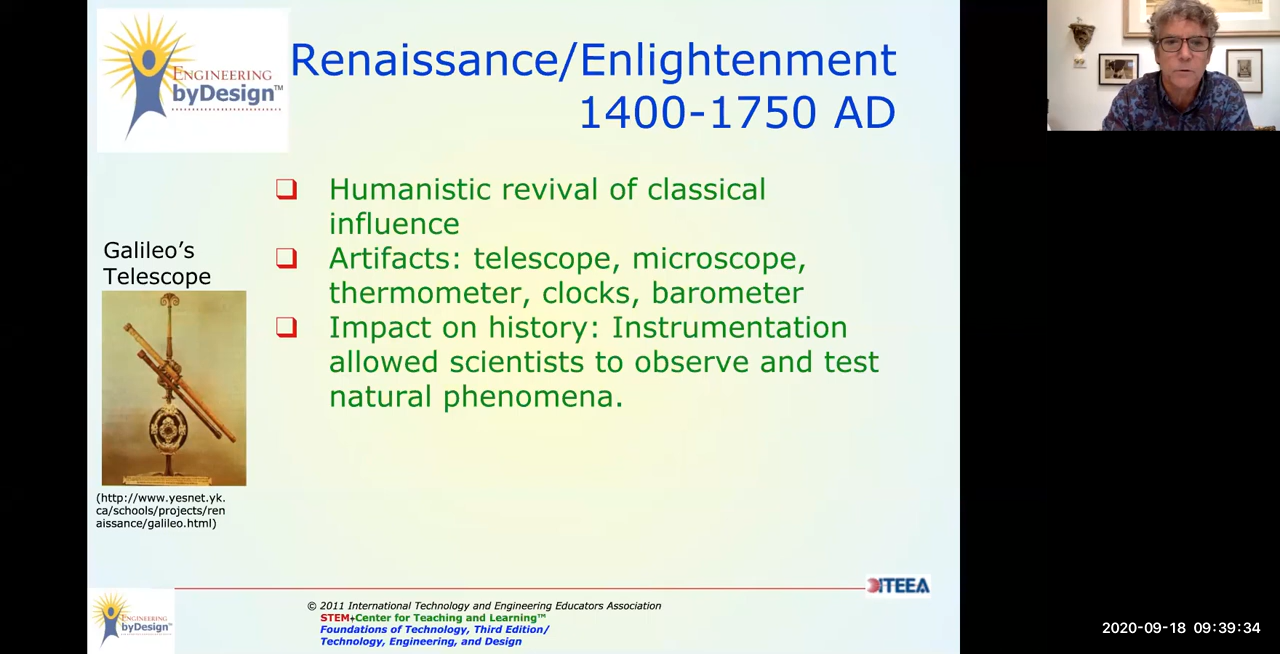 Renaissance/Enlightenment
1400-1750 AD
ENGINEERING
byDesign™
Humanistic revival of classical
influence
Artifacts: telescope, microscope,
thermometer, clocks, barometer
Impact on history: Instrumentation
allowed scientists to observe and test
natural phenomena.
Galileo’s
Telescope
(http://www.yesnet.yk.
ca/schools/projects/ren
aissance/galileo.html)
ENGINEERING
byDesign™
ITEEA
© 2011 International Technology and Engineering Educators Association
STEM+Center for Teaching and Learning™
Foundations of Technology, Third Edition/
Technology, Engineering, and Design
2020-09-18 09:39:34